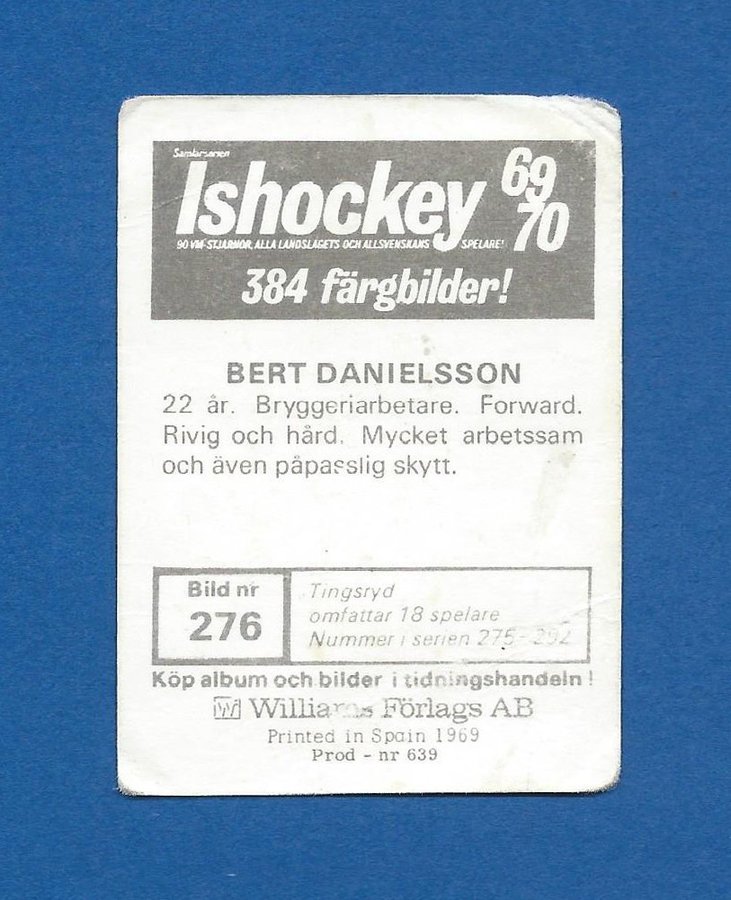 Samlarserien
Ishockey 69 70
90 VM-STJÄRNOR, ALLA LANDSLAGETS OCH ALLSVENSKANS SPELARE!
384 färgbilder!
BERT DANIELSSON
22 år. Bryggeriarbetare. Forward.
Rivig och hård. Mycket arbetssam
och även påpasslig skytt.
Bild nr
276
Tingsryd
omfattar 18 spelare
Nummer i serien 275-292
Köp album och bilder i tidningshandeln!
W Williams Förlags AB
Printed in Spain 1969
Prod - nr 639